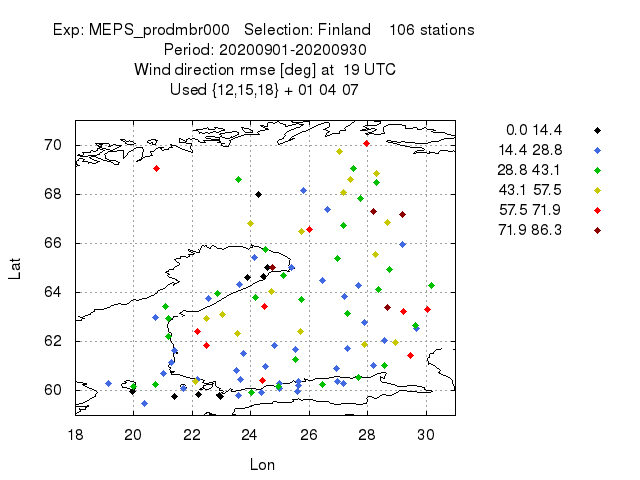 Exp: MEPS_prodmbr000 Selection: Finland 106 stations
Period: 20200901-20200930
Wind direction rmse [deg] at 19 UTC
Used {12,15,18} + 01 04 07
0.0 14.4
14.4 28.8
28.8 43.1
43.1 57.5
57.5 71.9
71.9 86.3
Lat
70
68
66
64
62
60
18 20 22 24 26 28 30
Lon